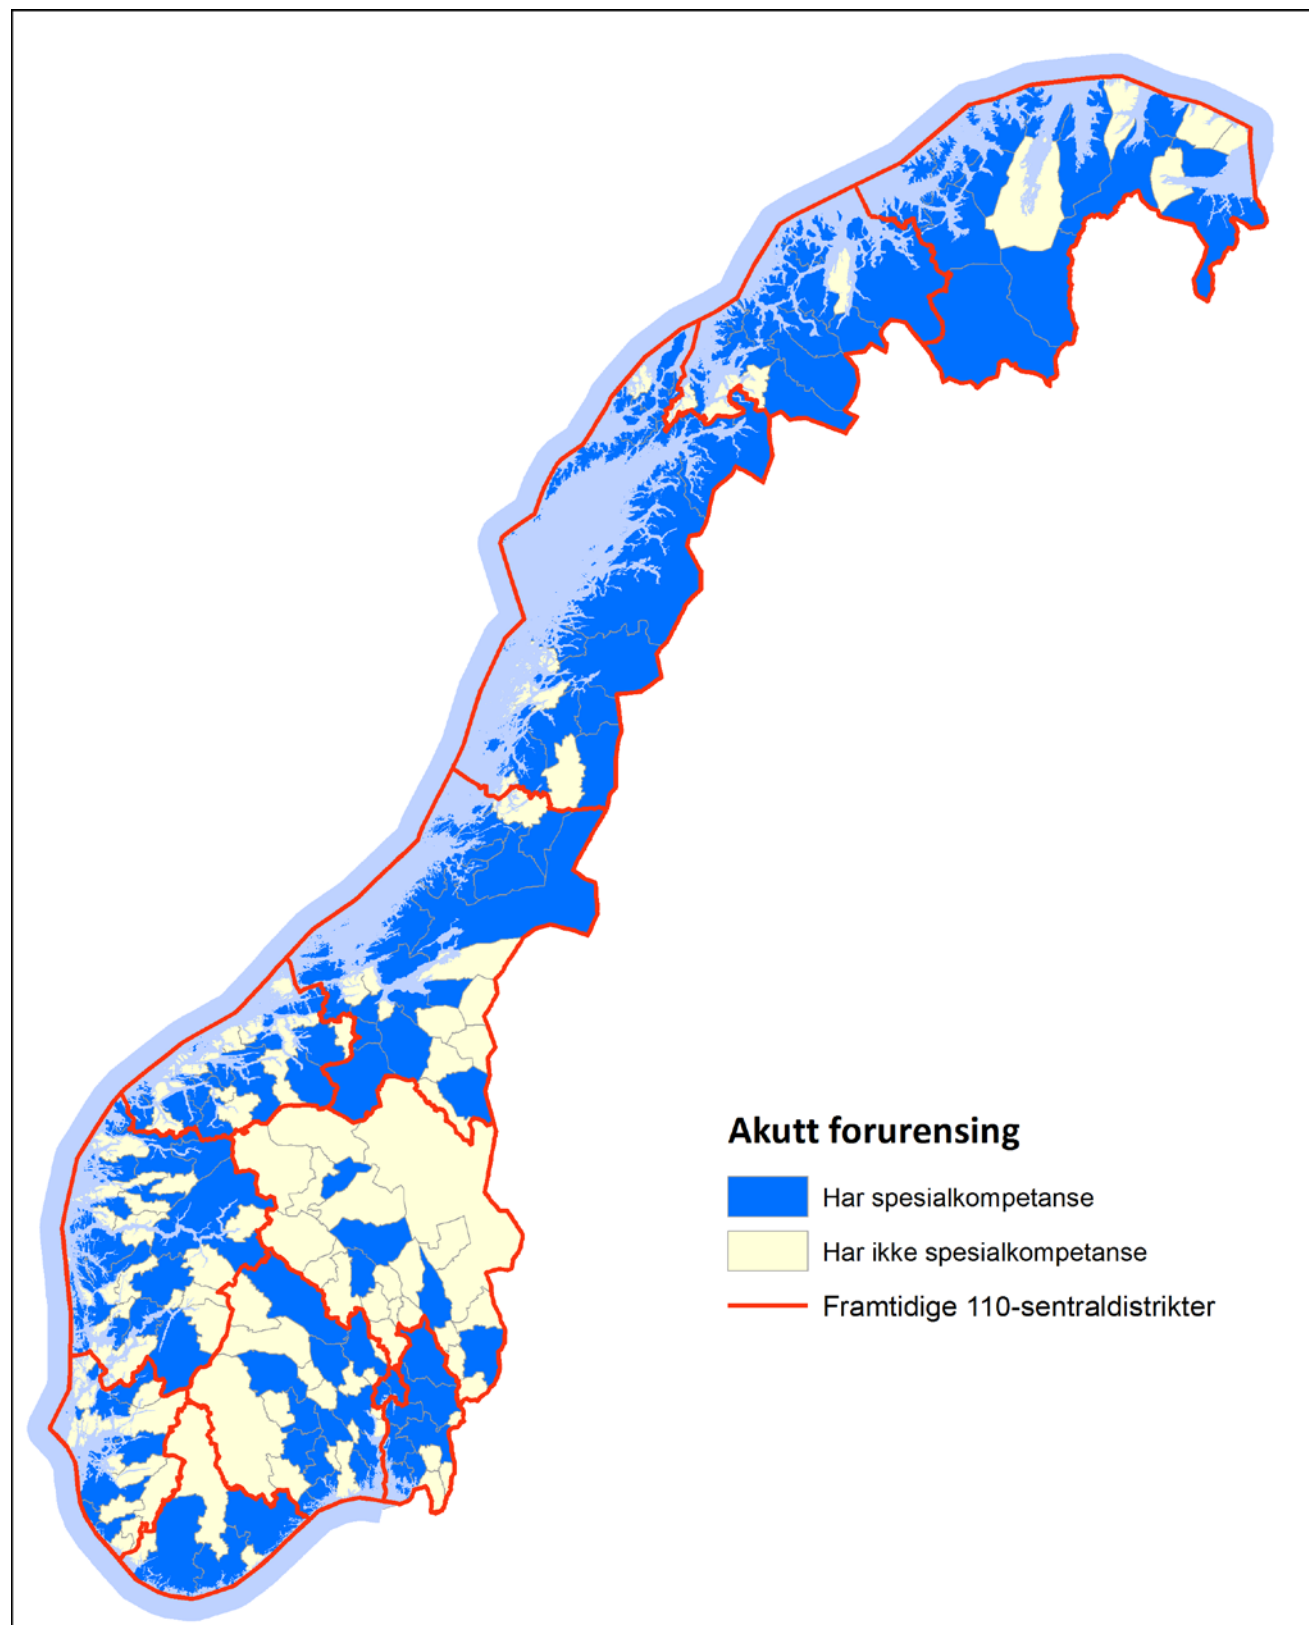 Akutt forurensing
Har spesialkompetanse
Har ikke spesialkompetanse
Framtidige 110-sentraldistrikter